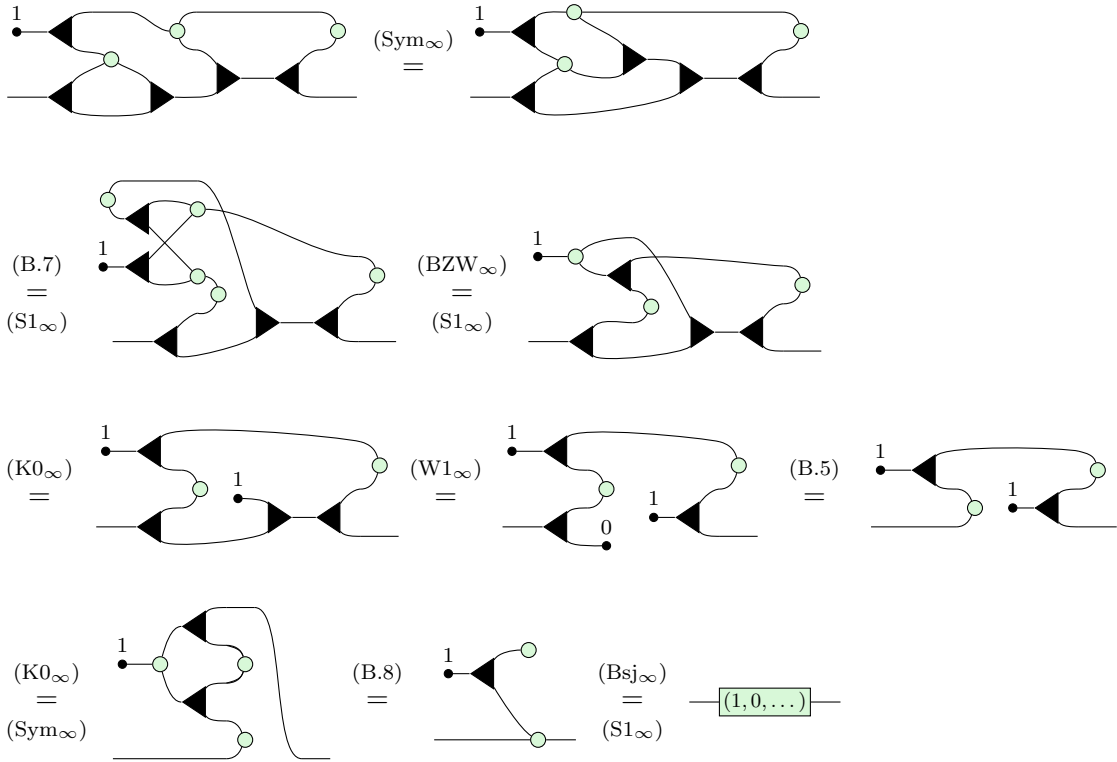 1 1
(Sym∞)
=
(B.7) 1 (BZW∞) 1
= =
(S1∞) (S1∞)
1 1 1
(K0∞) 1 (W1∞) 1 (B.5) 1
= = 0 =
1 1
(K0∞) (B.8) (Bsj∞)
= = = (1, 0, . . . )
(Sym∞) (S1∞)